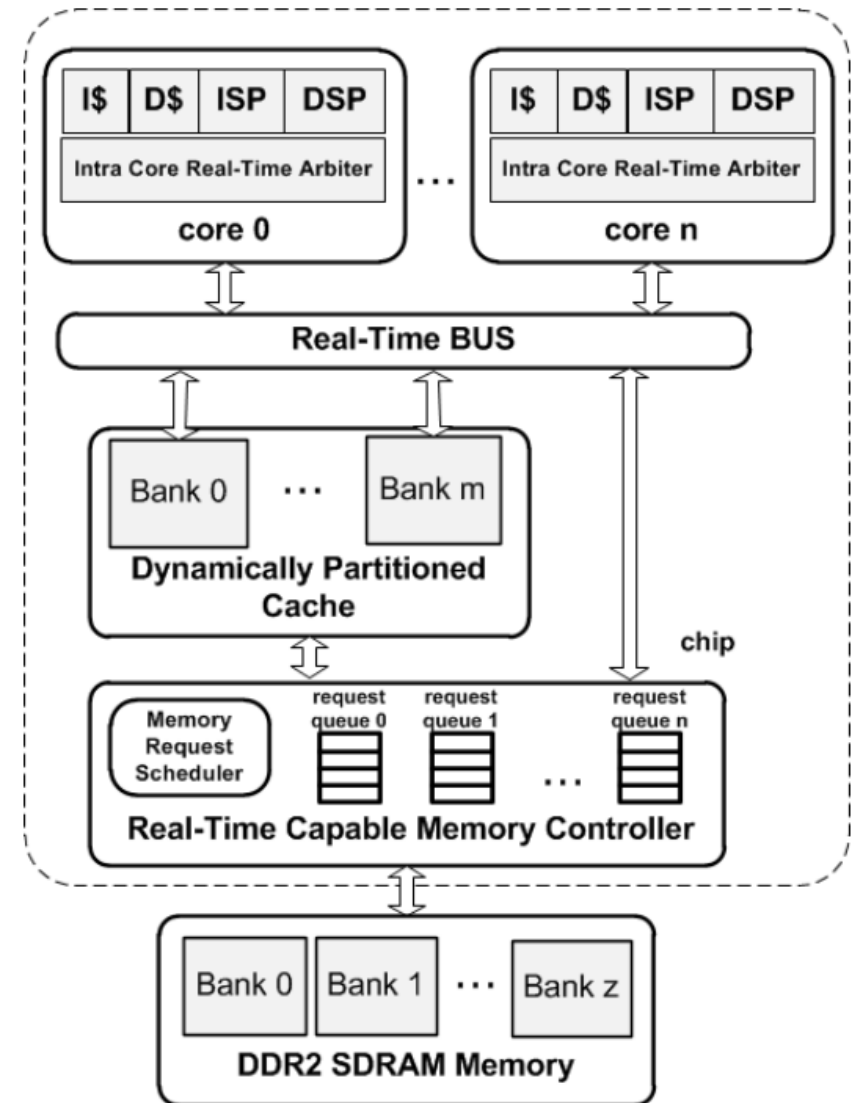 I$ D$ ISP DSP
Intra Core Real-Time Arbiter
core 0
...
I$ D$ ISP DSP
Intra Core Real-Time Arbiter
core n
Real-Time BUS
Bank 0 ... Bank m
Dynamically Partitioned
Cache
chip
Memory
Request
Scheduler
request
queue 0
request
queue 1
...
request
queue n
Real-Time Capable Memory Controller
Bank 0 Bank 1 ... Bank z
DDR2 SDRAM Memory